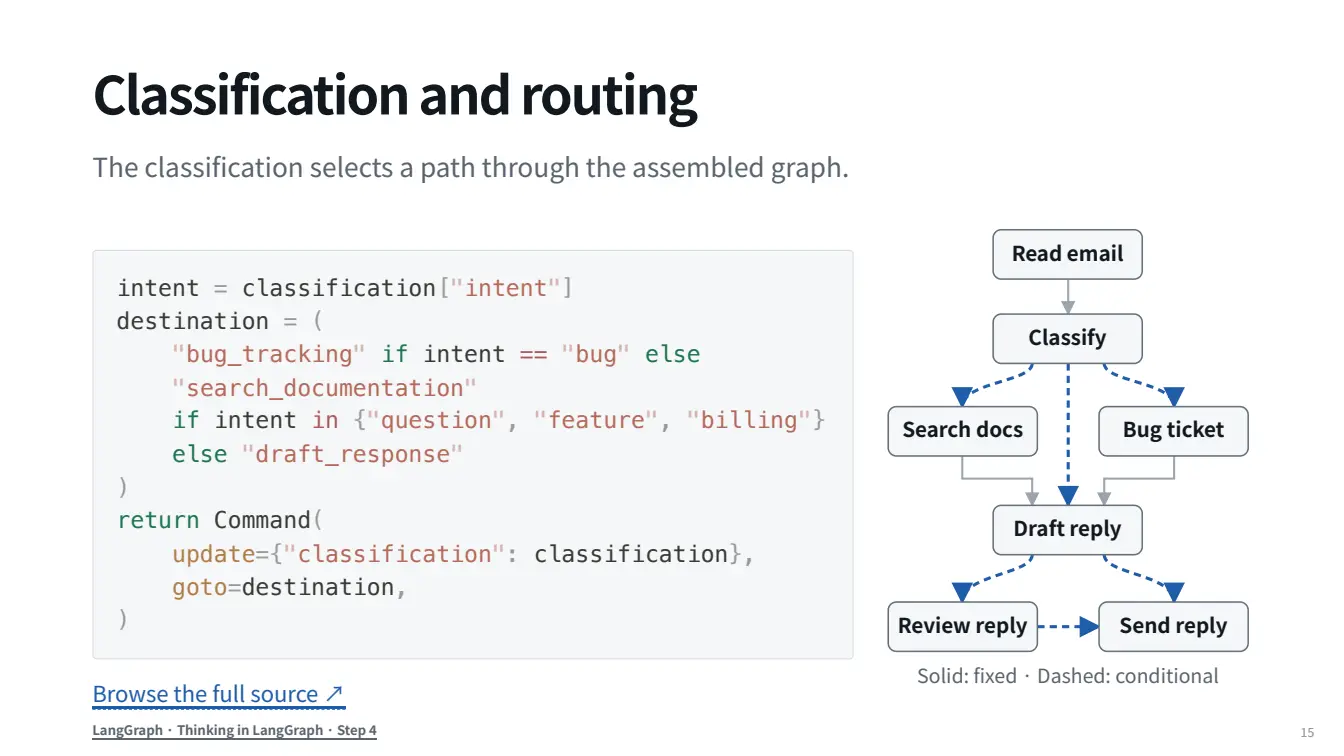 Classification and routing
The classification selects a path through the assembled graph.
intent = classification["intent"]
destination = (
    "bug_tracking" if intent == "bug" else
    "search_documentation"
    if intent in {"question", "feature", "billing"}
    else "draft_response"
)
return Command(
    update={"classification": classification},
    goto=destination,
)
Read email
Classify
Search docs
Bug ticket
Draft reply
Review reply
Send reply
Solid: fixed · Dashed: conditional
Browse the full source ↗
LangGraph · Thinking in LangGraph · Step 4
15